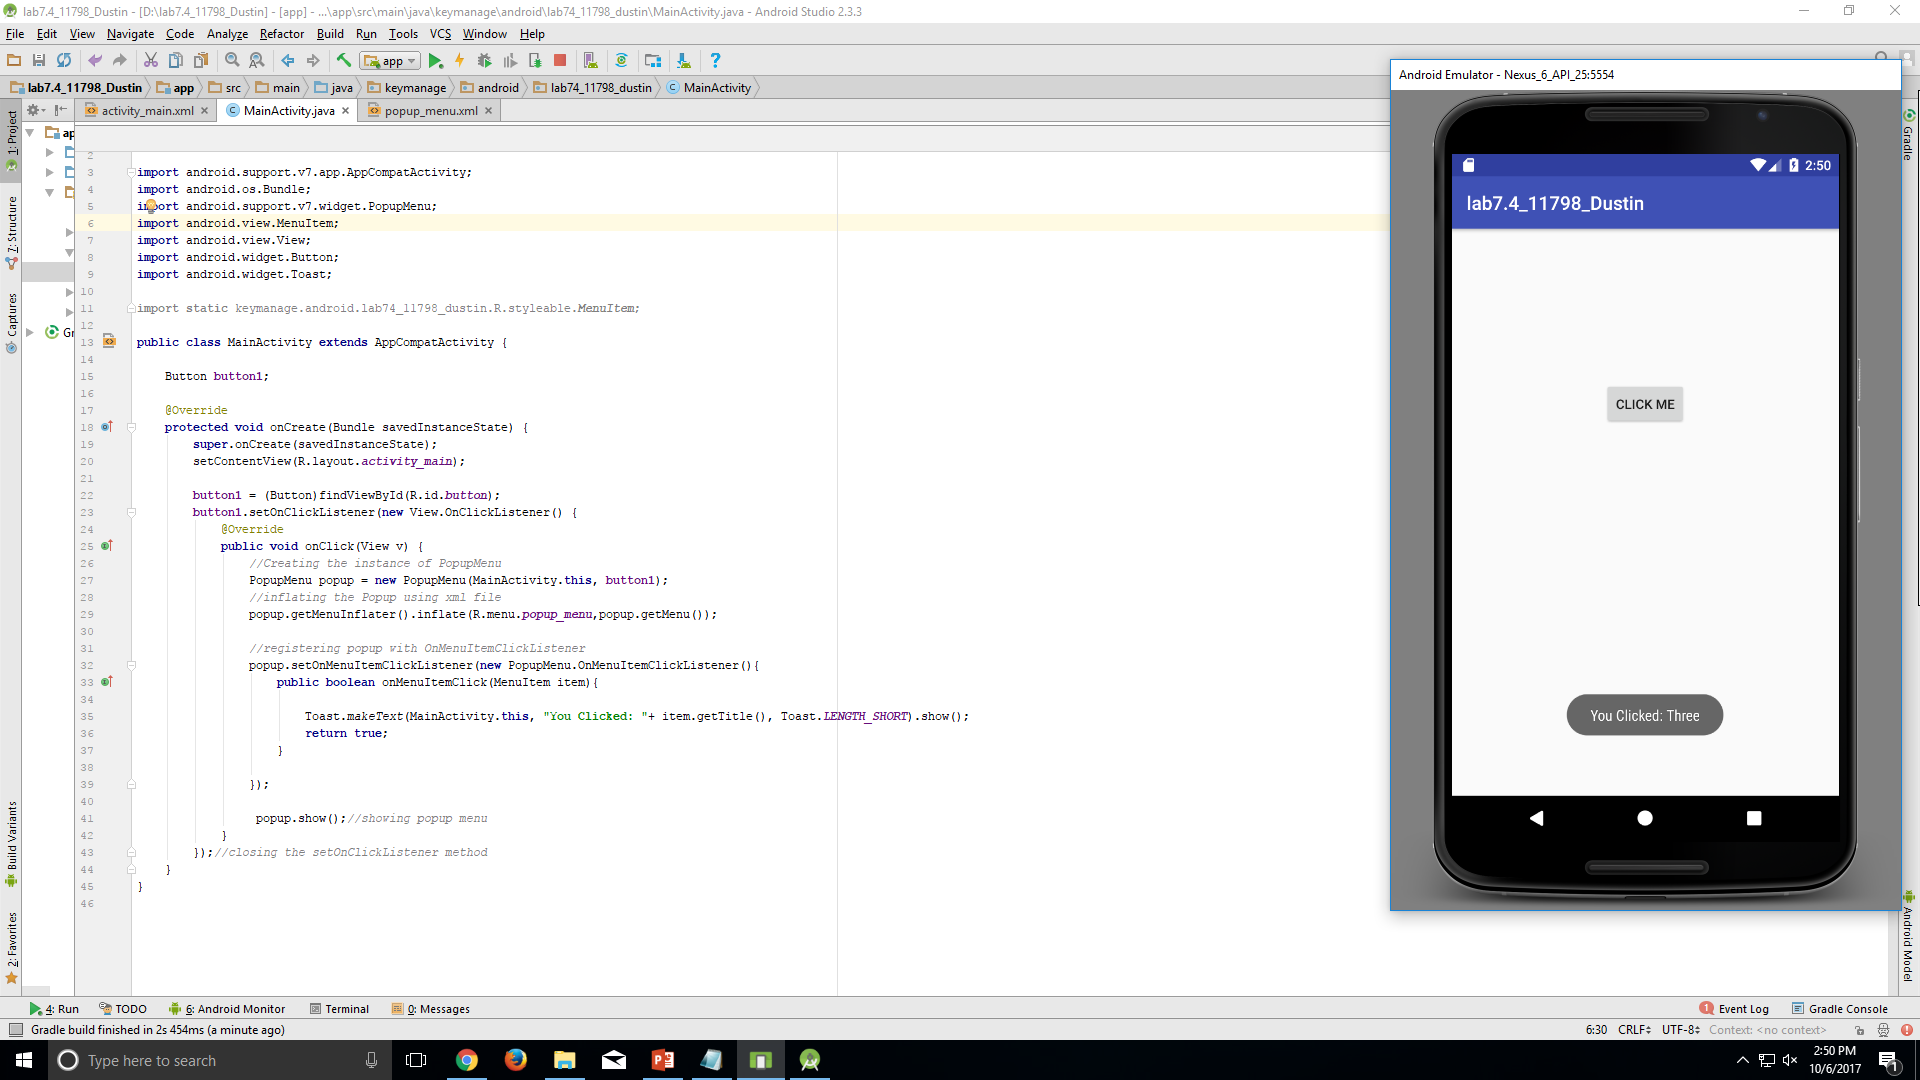 lab7.4_11798_Dustin - [D:\lab7.4_11798_Dustin] - [app] - ...\app\src\main\java\keymanage\android\lab74_11798_dustin\MainActivity.java - Android Studio 2.3.3
File Edit View Navigate Code Analyze Refactor Build Run Tools VCS Window Help
app
lab7.4_11798_Dustin app src main java keymanage android lab74_11798_dustin MainActivity
activity_main.xml MainActivity.java popup_menu.xml
1: Project
7: Structure
Captures
Build Variants
2: Favorites
ap
Gr
2
3 import android.support.v7.app.AppCompatActivity;
4 import android.os.Bundle;
5 import android.support.v7.widget.PopupMenu;
6 import android.view.MenuItem;
7 import android.view.View;
8 import android.widget.Button;
9 import android.widget.Toast;
10
11 import static keymanage.android.lab74_11798_dustin.R.styleable.MenuItem;
12
13 public class MainActivity extends AppCompatActivity {
14
15 Button button1;
16
17 @Override
18 protected void onCreate(Bundle savedInstanceState) {
19 super.onCreate(savedInstanceState);
20 setContentView(R.layout.activity_main);
21
22 button1 = (Button)findViewById(R.id.button);
23 button1.setOnClickListener(new View.OnClickListener() {
24 @Override
25 public void onClick(View v) {
26 //Creating the instance of PopupMenu
27 PopupMenu popup = new PopupMenu(MainActivity.this, button1);
28 //inflating the Popup using xml file
29 popup.getMenuInflater().inflate(R.menu.popup_menu,popup.getMenu());
30
31 //registering popup with OnMenuItemClickListener
32 popup.setOnMenuItemClickListener(new PopupMenu.OnMenuItemClickListener(){
33 public boolean onMenuItemClick(MenuItem item){
34
35 Toast.makeText(MainActivity.this, "You Clicked: "+ item.getTitle(), Toast.LENGTH_SHORT).show();
36 return true;
37 }
38
39 });
40
41 popup.show();//showing popup menu
42 }
43 });//closing the setOnClickListener method
44 }
45 }
46
Android Emulator - Nexus_6_API_25:5554
2:50
lab7.4_11798_Dustin
CLICK ME
You Clicked: Three
Gradle
Android Model
4: Run TODO 6: Android Monitor Terminal 0: Messages 1 Event Log Gradle Console
Gradle build finished in 2s 454ms (a minute ago) 6:30 CRLF UTF-8 Context: <no context>
Type here to search
2:50 PM
10/6/2017
1